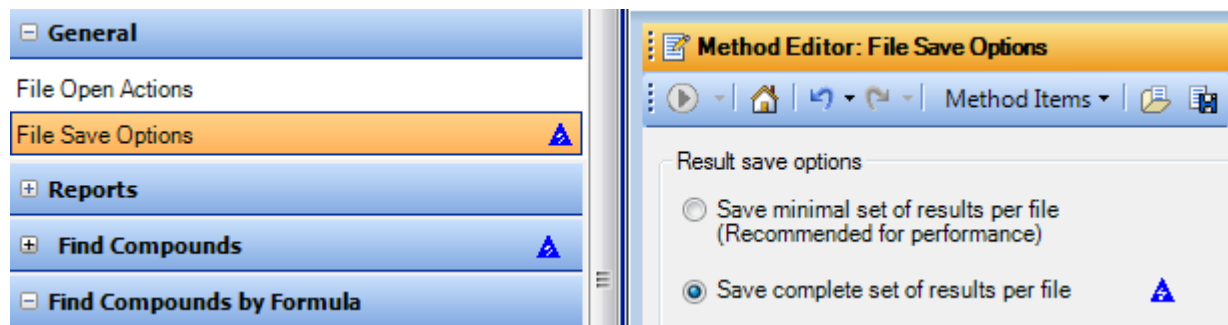 General
File Open Actions
File Save Options
Reports
Find Compounds
Find Compounds by Formula
Method Editor: File Save Options
Method Items
Result save options
Save minimal set of results per file
(Recommended for performance)
Save complete set of results per file